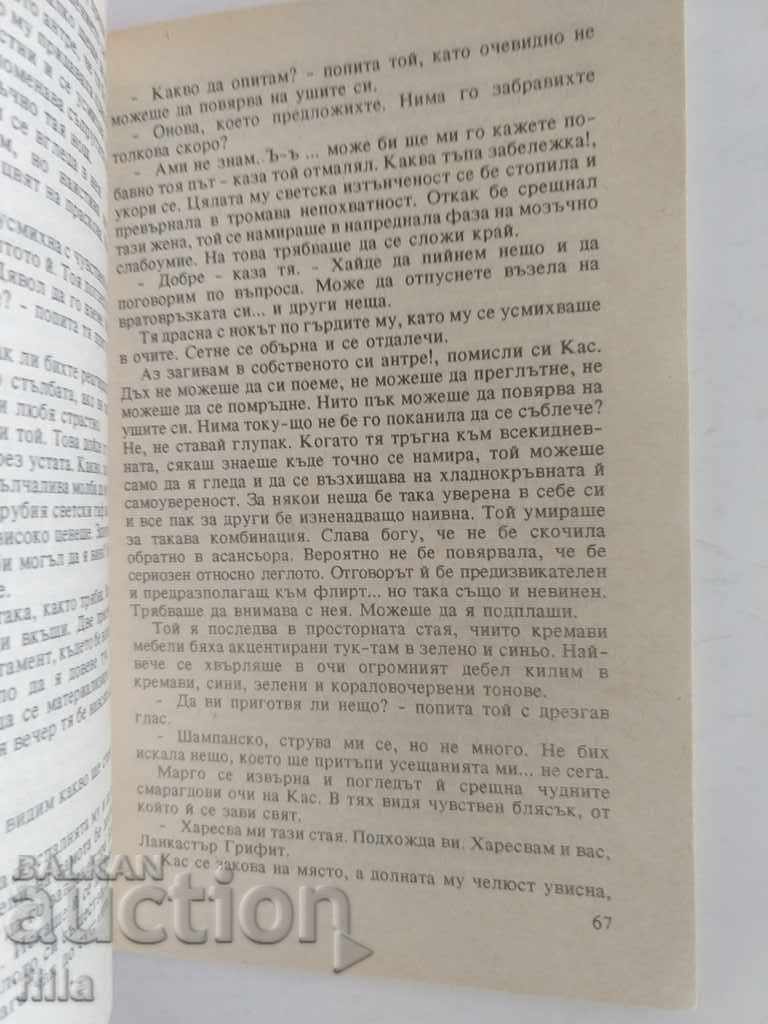 - Какво да опитам? - попита той, като очевидно не
можеше да повярва на ушите си.
- Онова, което предложихте. Нима го забравихте
толкова скоро?
- Ами не знам. Ъ-ъ ... може би ще ми го кажете по-
бавно тоя път - каза той отмалял. Каква тъпа забележка!,
укори се. Цялата му светска изтънченост се бе стопила и
превърнала в тромава непохватност. Откак бе срещнал
тази жена, той се намираше в напреднала фаза на мозъчно
слабоумие. На това трябваше да се сложи край.
- Добре - каза тя. - Хайде да пийнем нещо и да
поговорим по въпроса. Може да отпуснете възела на
вратовръзката си... и други неща.
Тя драсна с нокът по гърдите му, като му се усмихваше
в очите. Сетне се обърна и се отдалечи.
Аз загивам в собственото си антре!, помисли си Кас.
Дъх не можеше да си поеме, не можеше да преглътне, не
можеше да се помръдне. Нито пък можеше да повярва на
ушите си. Нима току-що не бе го поканила да се съблече?
Не, не ставай глупак. Когато тя тръгна към всекиднев-
ната, сякаш знаеше къде точно се намира, той можеше
само да я гледа и да се възхищава на хладнокръвната й
самоувереност. За някои неща бе така уверена в себе си
и все пак за други бе изненадващо наивна. Той умираше
за такава комбинация. Слава богу, че не бе скочила
обратно в асансьора. Вероятно не бе повярвала, че бе
сериозен относно леглото. Отговорът й бе предизвикателен
и предразполагащ към флирт... но така също и невинен.
Трябваше да внимава с нея. Можеше да я подплаши.
Той я последва в просторната стая, чиито кремави
мебели бяха акцентирани тук-там в зелено и синьо. Най-
вече се хвърляше в очи огромният дебел килим в
кремави, сини, зелени и кораловочервени тонове.
- Да ви приготвя ли нещо? - попита той с дрезгав
глас.
- Шампанско, струва ми се, но не много. Не бих
искала нещо, което ще притъпи усещанията ми... не сега.
Марго се извърна и погледът й срещна чудните
смарагдови очи на Кас. В тях видя чувствен блясък, от
който й се зави свят.
- Харесва ми тази стая. Подхожда ви. Харесвам и вас,
Ланкастър Грифит.
Кас се закова на място, а долната му челюст увисна,
67
BALKAN
auction